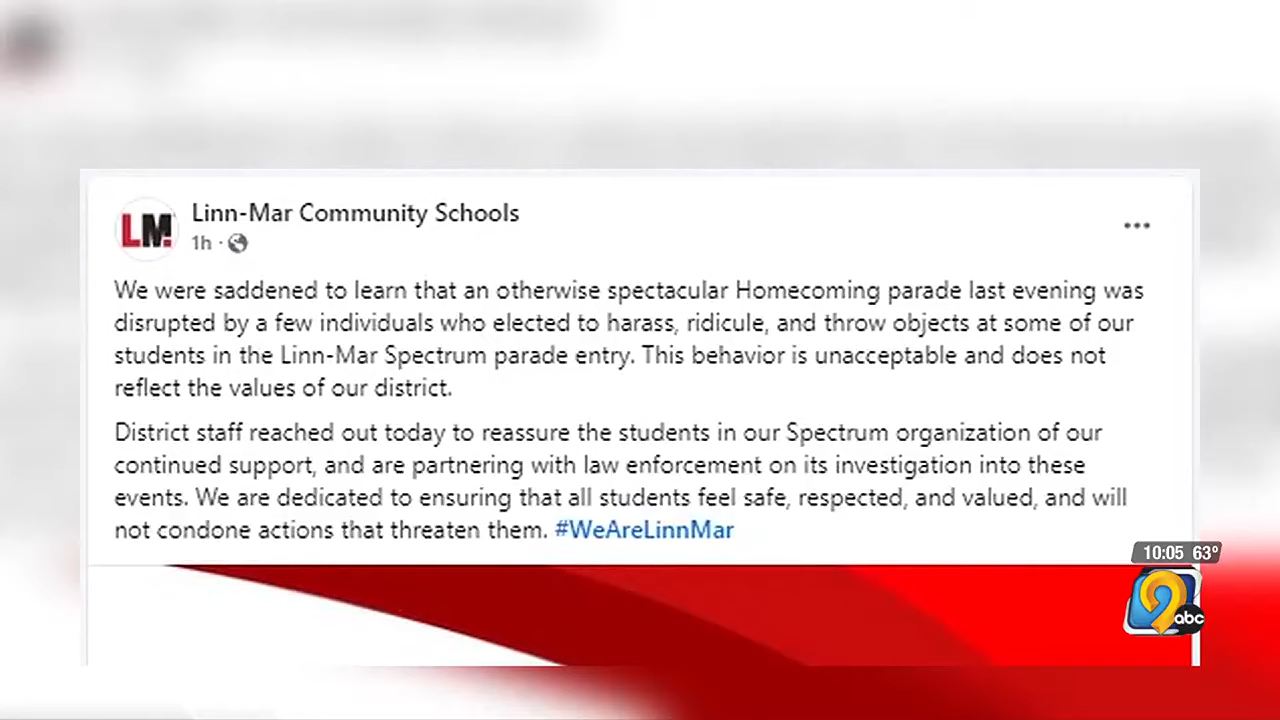 LM
Linn-Mar Community Schools
1h ·
We were saddened to learn that an otherwise spectacular Homecoming parade last evening was
disrupted by a few individuals who elected to harass, ridicule, and throw objects at some of our
students in the Linn-Mar Spectrum parade entry. This behavior is unacceptable and does not
reflect the values of our district.
District staff reached out today to reassure the students in our Spectrum organization of our
continued support, and are partnering with law enforcement on its investigation into these
events. We are dedicated to ensuring that all students feel safe, respected, and valued, and will
not condone actions that threaten them. #WeAreLinnMar
10:05 63°
9 abc